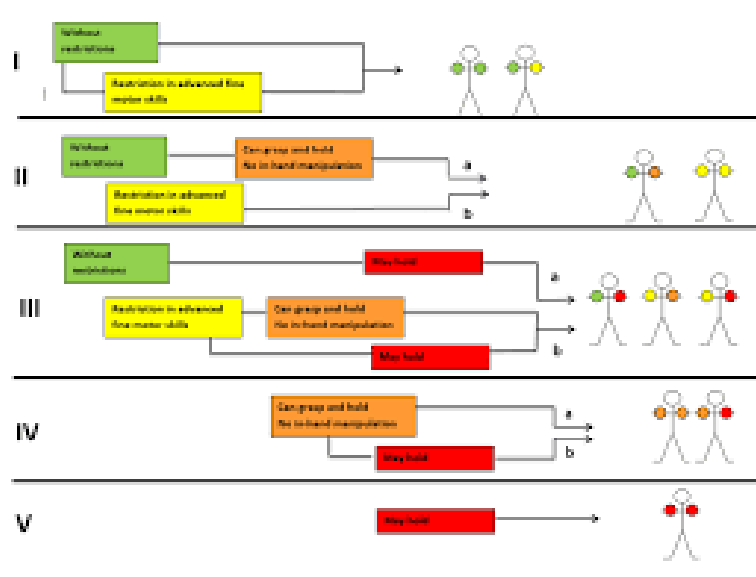 I
Without
restrictions
Restriction in advanced fine
motor skills
II
Without
restrictions
Can grasp and hold
No in-hand manipulation
a
Restriction in advanced
fine motor skills
b
III
Without
restrictions
May hold
a
Restriction in advanced
fine motor skills
Can grasp and hold
No in-hand manipulation
May hold
b
IV
Can grasp and hold
No in-hand manipulation
a
May hold
b
V
May hold